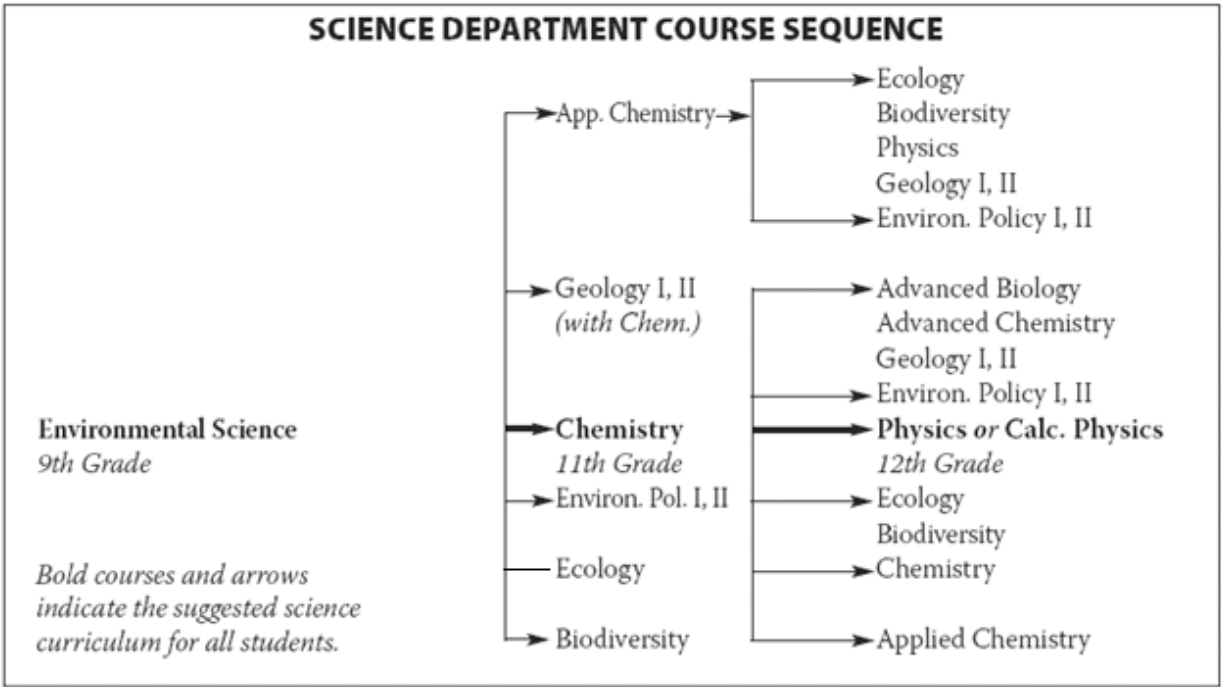 SCIENCE DEPARTMENT COURSE SEQUENCE
App. Chemistry
Ecology
Biodiversity
Physics
Geology I, II
Environ. Policy I, II
Geology I, II
(with Chem.)
Advanced Biology
Advanced Chemistry
Geology I, II
Environ. Policy I, II
Environmental Science
9th Grade
Chemistry
11th Grade
Physics or Calc. Physics
12th Grade
Environ. Pol. I, II
Ecology
Biodiversity
Ecology
Chemistry
Biodiversity
Applied Chemistry
Bold courses and arrows
indicate the suggested science
curriculum for all students.